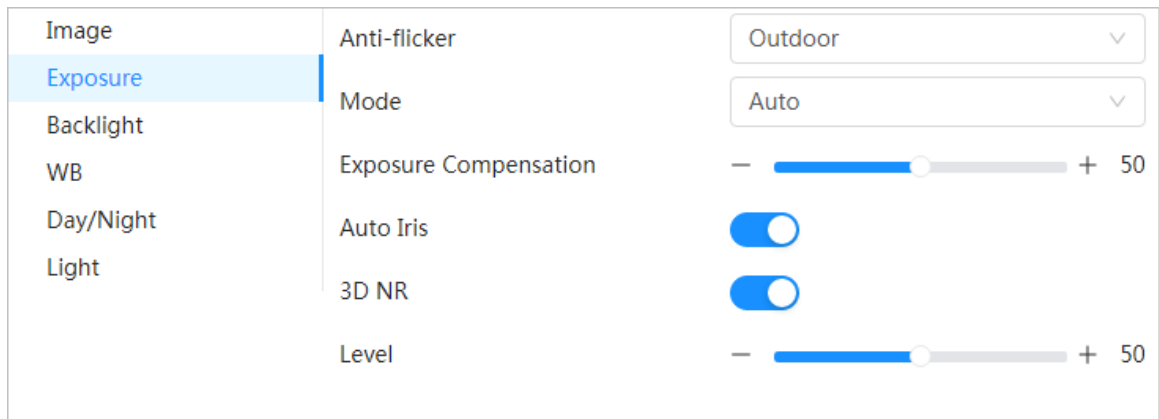 Image
Exposure
Backlight
WB
Day/Night
Light
Anti-flicker Outdoor
Mode Auto
Exposure Compensation − + 50
Auto Iris
3D NR
Level − + 50